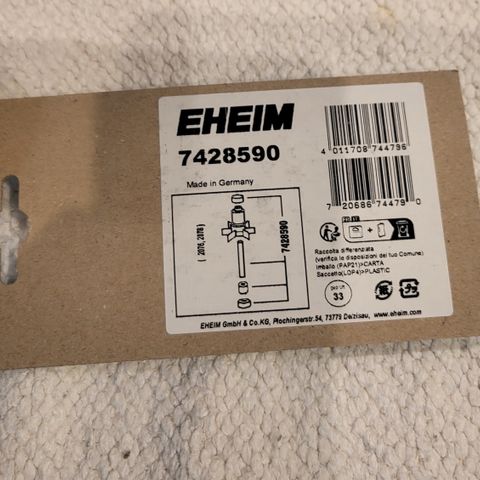 EHEIM
7428590
Made in Germany
4 011708 744796
7 20686 74479 0
( 2076, 2078 )
7428590
Raccolta differenziata
(verifica le disposizioni del tuo Comune)
Imballo (PAP21)>CARTA
Sacchetto(LDP4)>PLASTIC
33
EHEIM GmbH & Co.KG, Plochingerstr.54, 73779 Deizisau, www.eheim.com